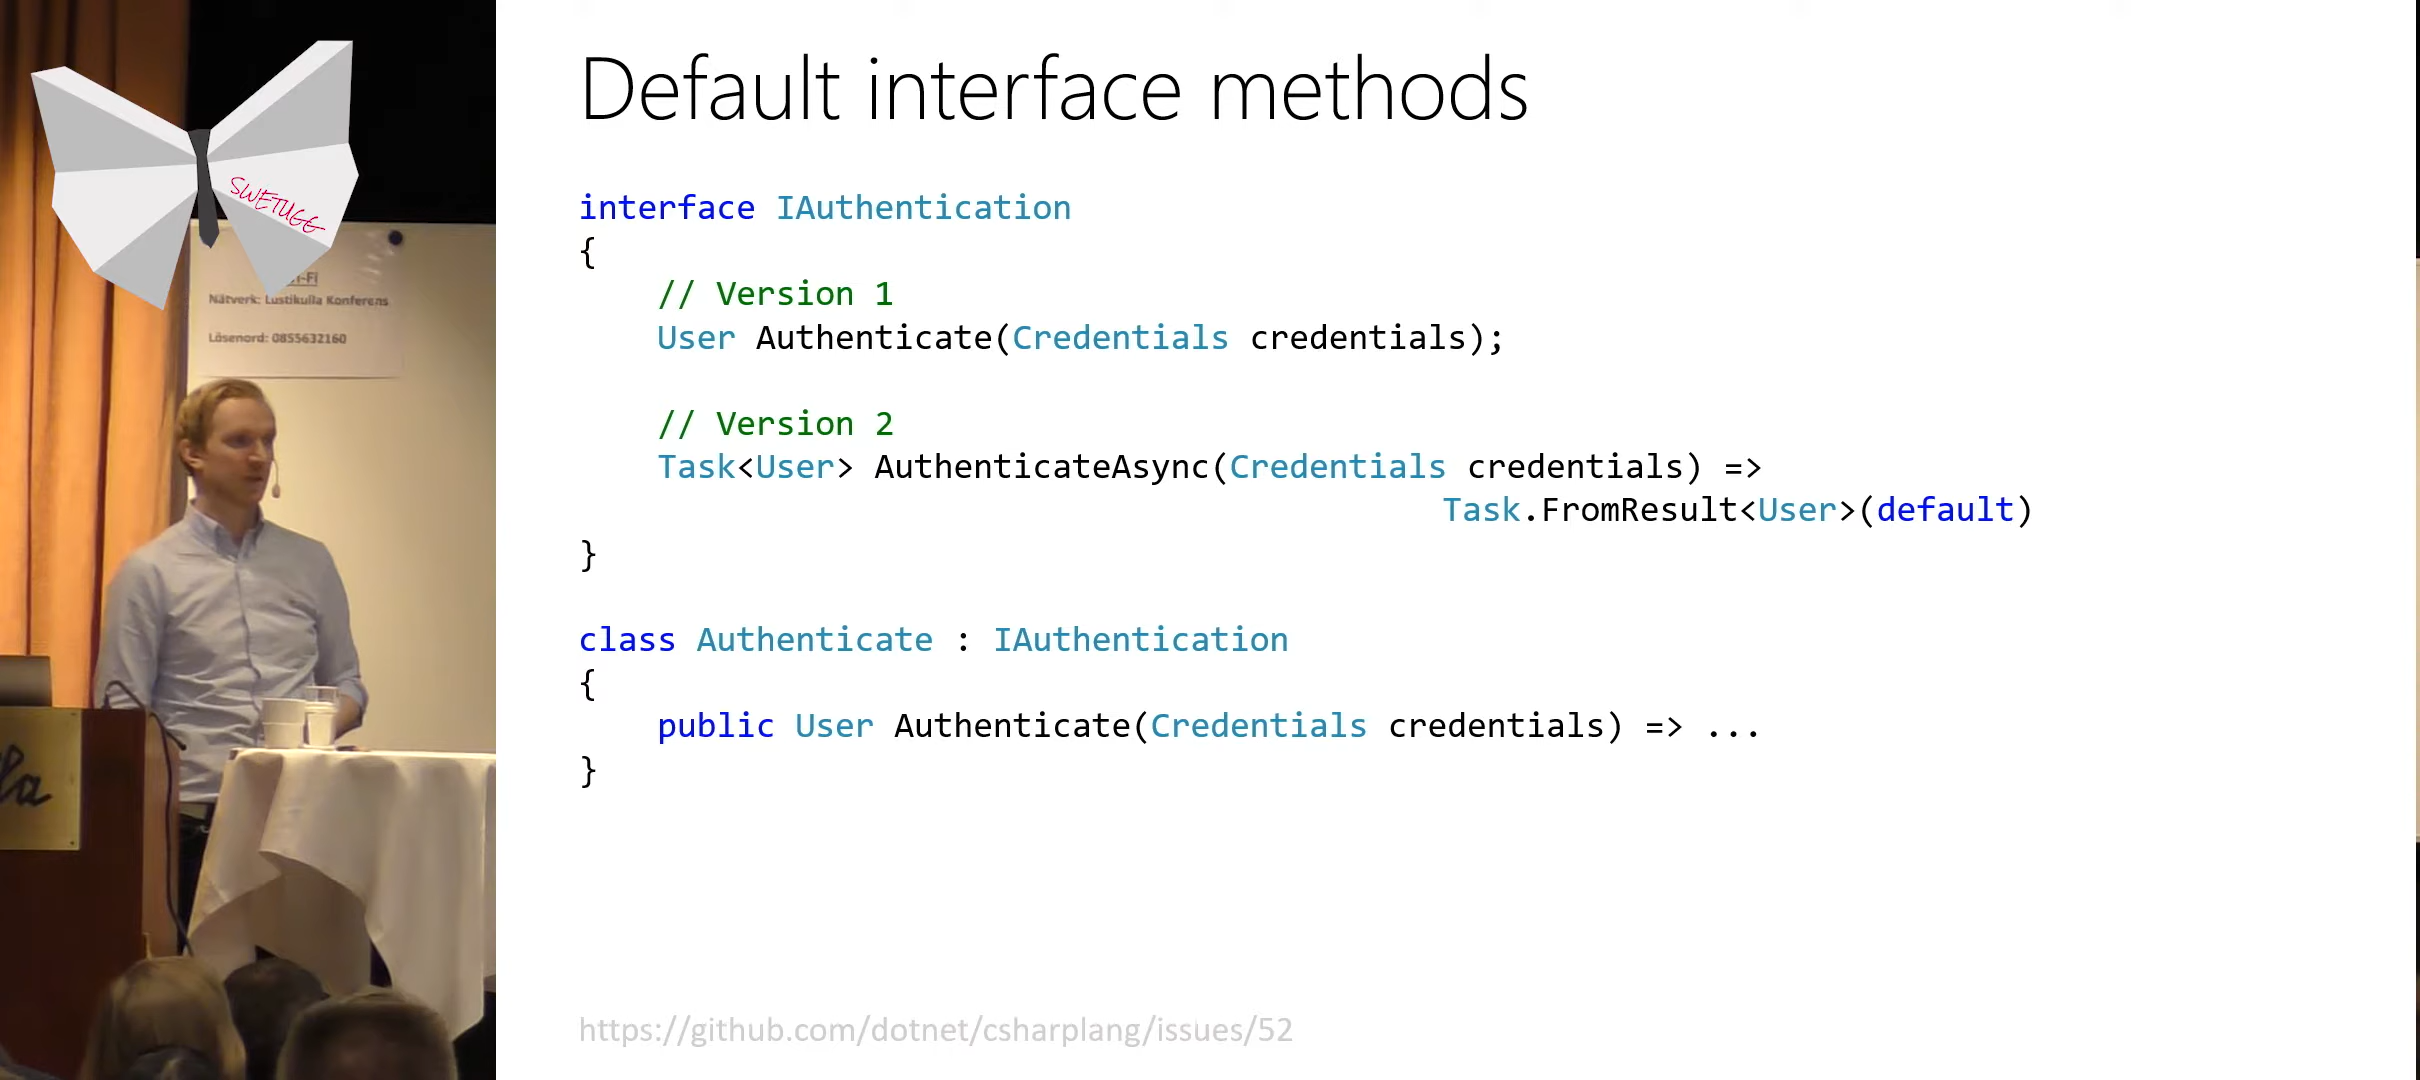 Default interface methods
interface IAuthentication
{
// Version 1
User Authenticate(Credentials credentials);
// Version 2
Task<User> AuthenticateAsync(Credentials credentials) =>
Task.FromResult<User>(default)
}
class Authenticate : IAuthentication
{
public User Authenticate(Credentials credentials) => ...
}
https://github.com/dotnet/csharplang/issues/52
SWETUGG
Nätverk: Lustikulla Konferens
Lösenord: 0855632160